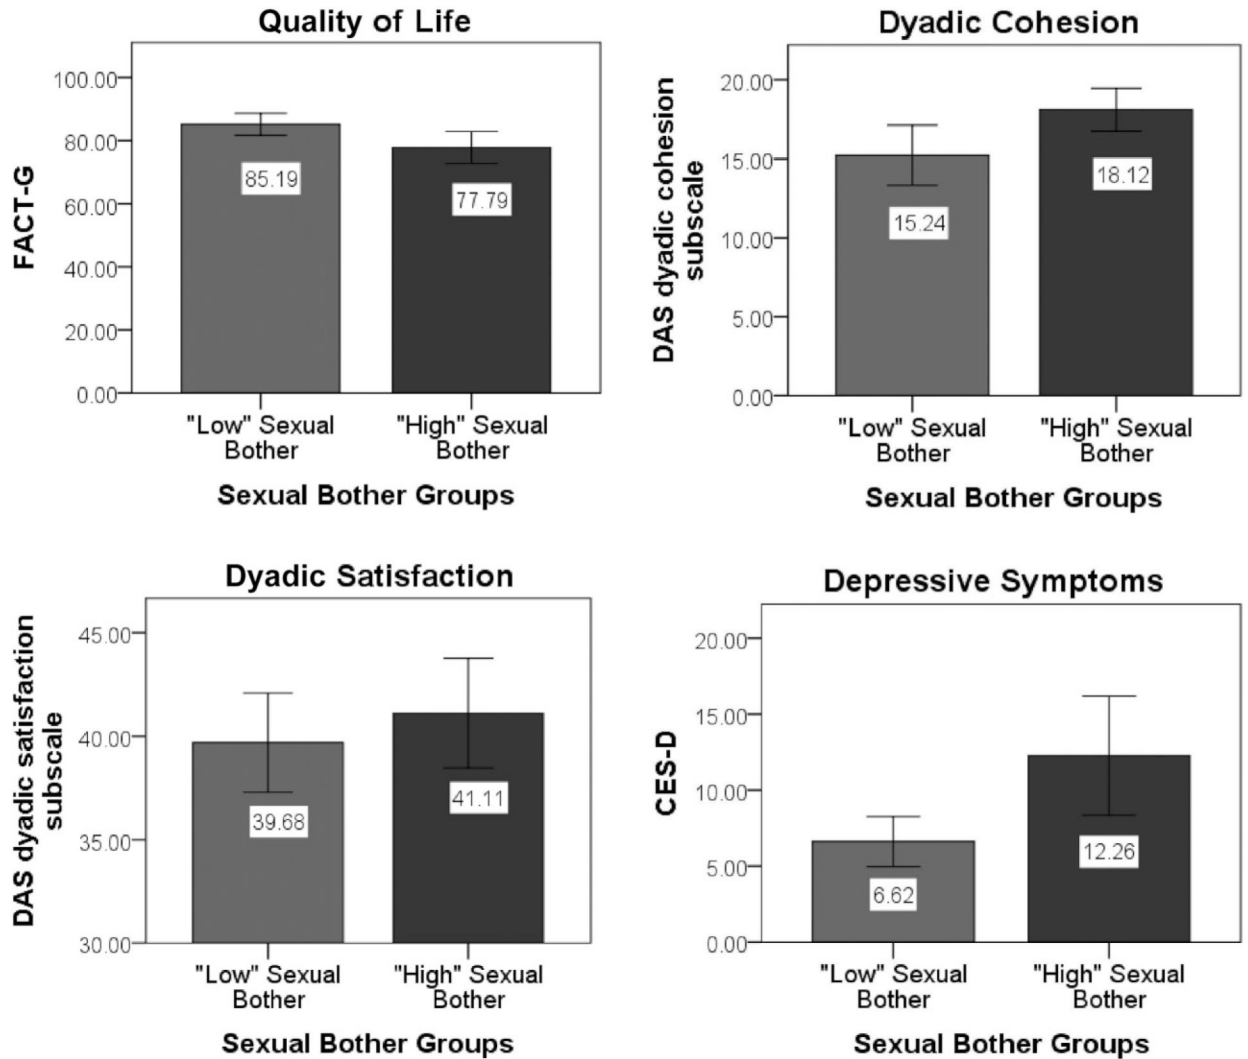 Quality of Life
FACT-G
100.00
80.00
60.00
40.00
20.00
0.00
85.19
77.79
"Low" Sexual
Bother
"High" Sexual
Bother
Sexual Bother Groups
Dyadic Cohesion
DAS dyadic cohesion
subscale
20.00
15.00
10.00
5.00
0.00
15.24
18.12
"Low" Sexual
Bother
"High" Sexual
Bother
Sexual Bother Groups
Dyadic Satisfaction
DAS dyadic satisfaction
subscale
45.00
40.00
35.00
30.00
39.68
41.11
"Low" Sexual
Bother
"High" Sexual
Bother
Sexual Bother Groups
Depressive Symptoms
CES-D
20.00
15.00
10.00
5.00
0.00
6.62
12.26
"Low" Sexual
Bother
"High" Sexual
Bother
Sexual Bother Groups